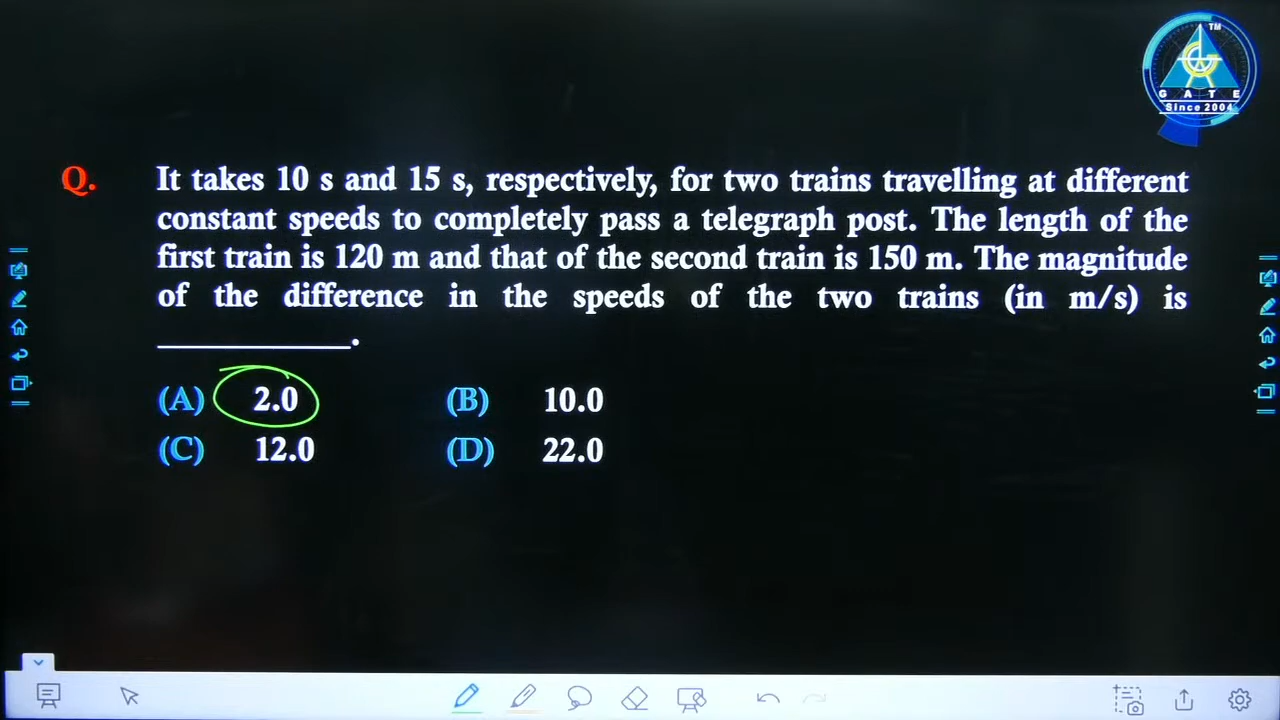 TM
G A T E
Since 2004
Q. It takes 10 s and 15 s, respectively, for two trains travelling at different
constant speeds to completely pass a telegraph post. The length of the
first train is 120 m and that of the second train is 150 m. The magnitude
of the difference in the speeds of the two trains (in m/s) is
____________.
(A) 2.0 (B) 10.0
(C) 12.0 (D) 22.0